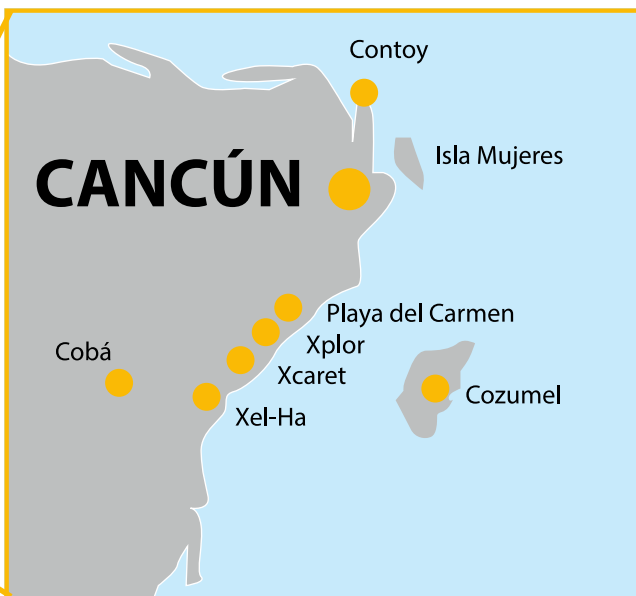 Contoy
Isla Mujeres
CANCÚN
Playa del Carmen
Xplor
Cobá
Xcaret
Cozumel
Xel-Ha